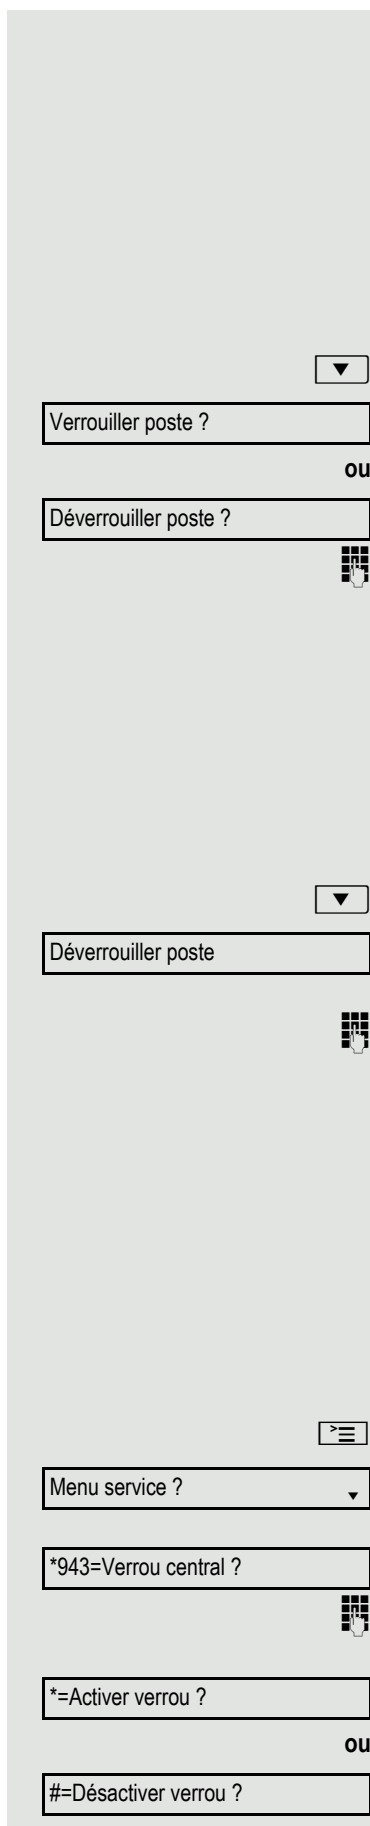 Verrouiller poste ?
ou
Déverrouiller poste ?
Déverrouiller poste
Menu service ?
*943=Verrou central ?
*=Activer verrou ?
ou
#=Désactiver verrou ?